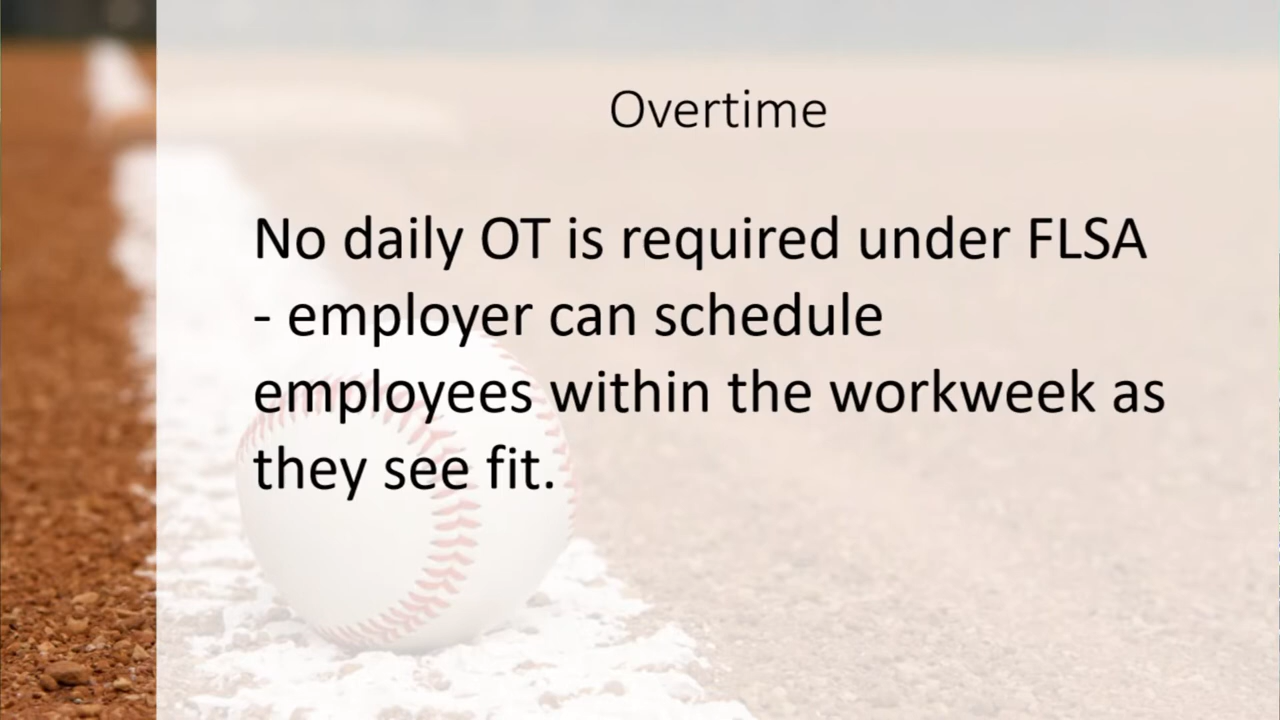 Overtime
No daily OT is required under FLSA
- employer can schedule
employees within the workweek as
they see fit.